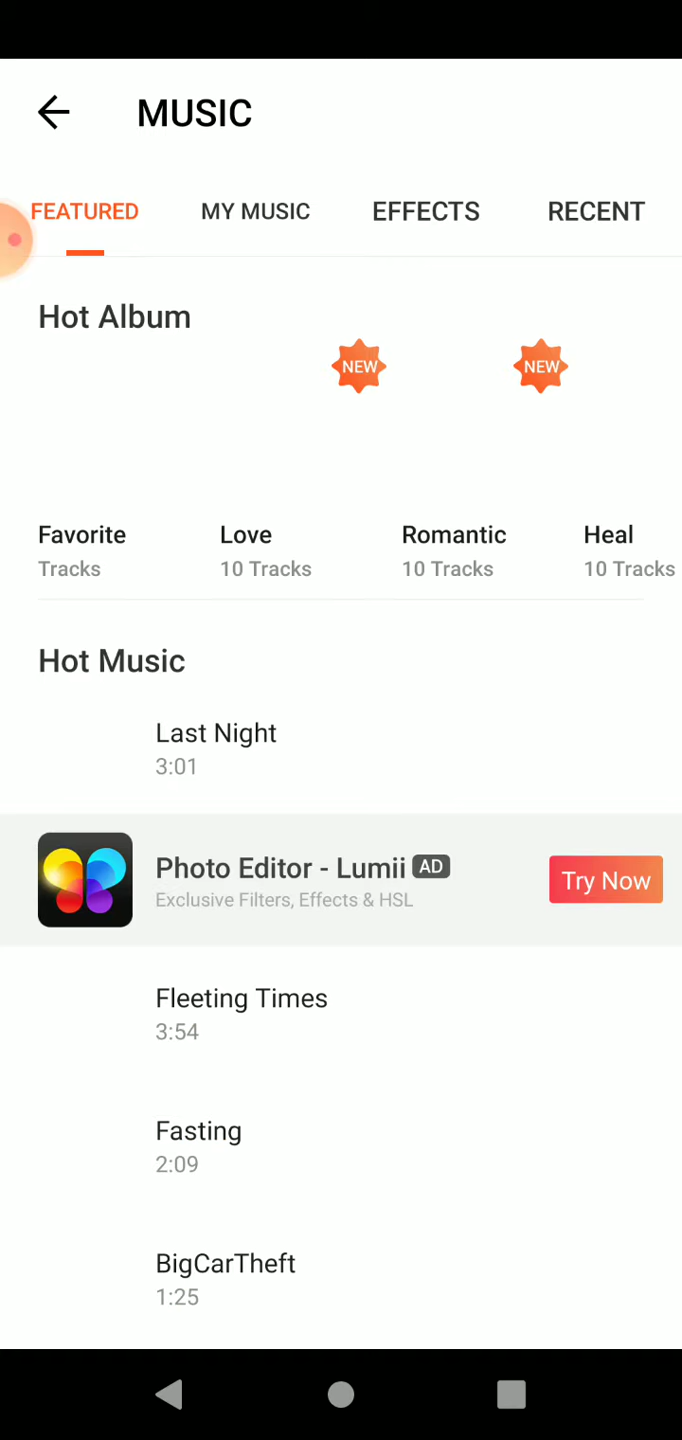 MUSIC
FEATURED MY MUSIC EFFECTS RECENT
Hot Album
NEW NEW
Favorite Love Romantic Heal
Tracks 10 Tracks 10 Tracks 10 Tracks
Hot Music
Last Night
3:01
Photo Editor - Lumii AD
Exclusive Filters, Effects & HSL
Try Now
Fleeting Times
3:54
Fasting
2:09
BigCarTheft
1:25